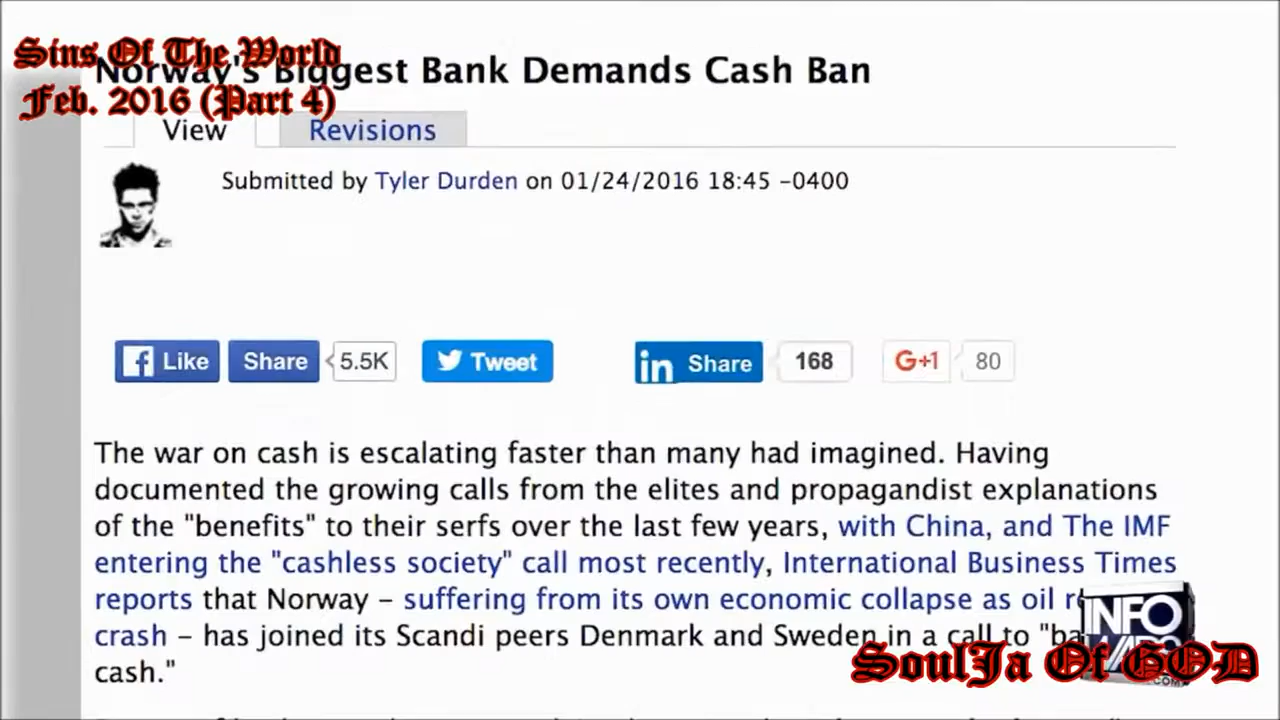 Sins Of The World
Feb. 2016 (Part 4)
Norway's Biggest Bank Demands Cash Ban
View Revisions
Submitted by Tyler Durden on 01/24/2016 18:45 -0400
Like Share 5.5K Tweet in Share 168 G+1 80
The war on cash is escalating faster than many had imagined. Having
documented the growing calls from the elites and propagandist explanations
of the "benefits" to their serfs over the last few years, with China, and The IMF
entering the "cashless society" call most recently, International Business Times
reports that Norway – suffering from its own economic collapse as oil
crash – has joined its Scandi peers Denmark and Sweden in a call to
cash."
INFO
WARS
.COM
SoulJa Of GOD